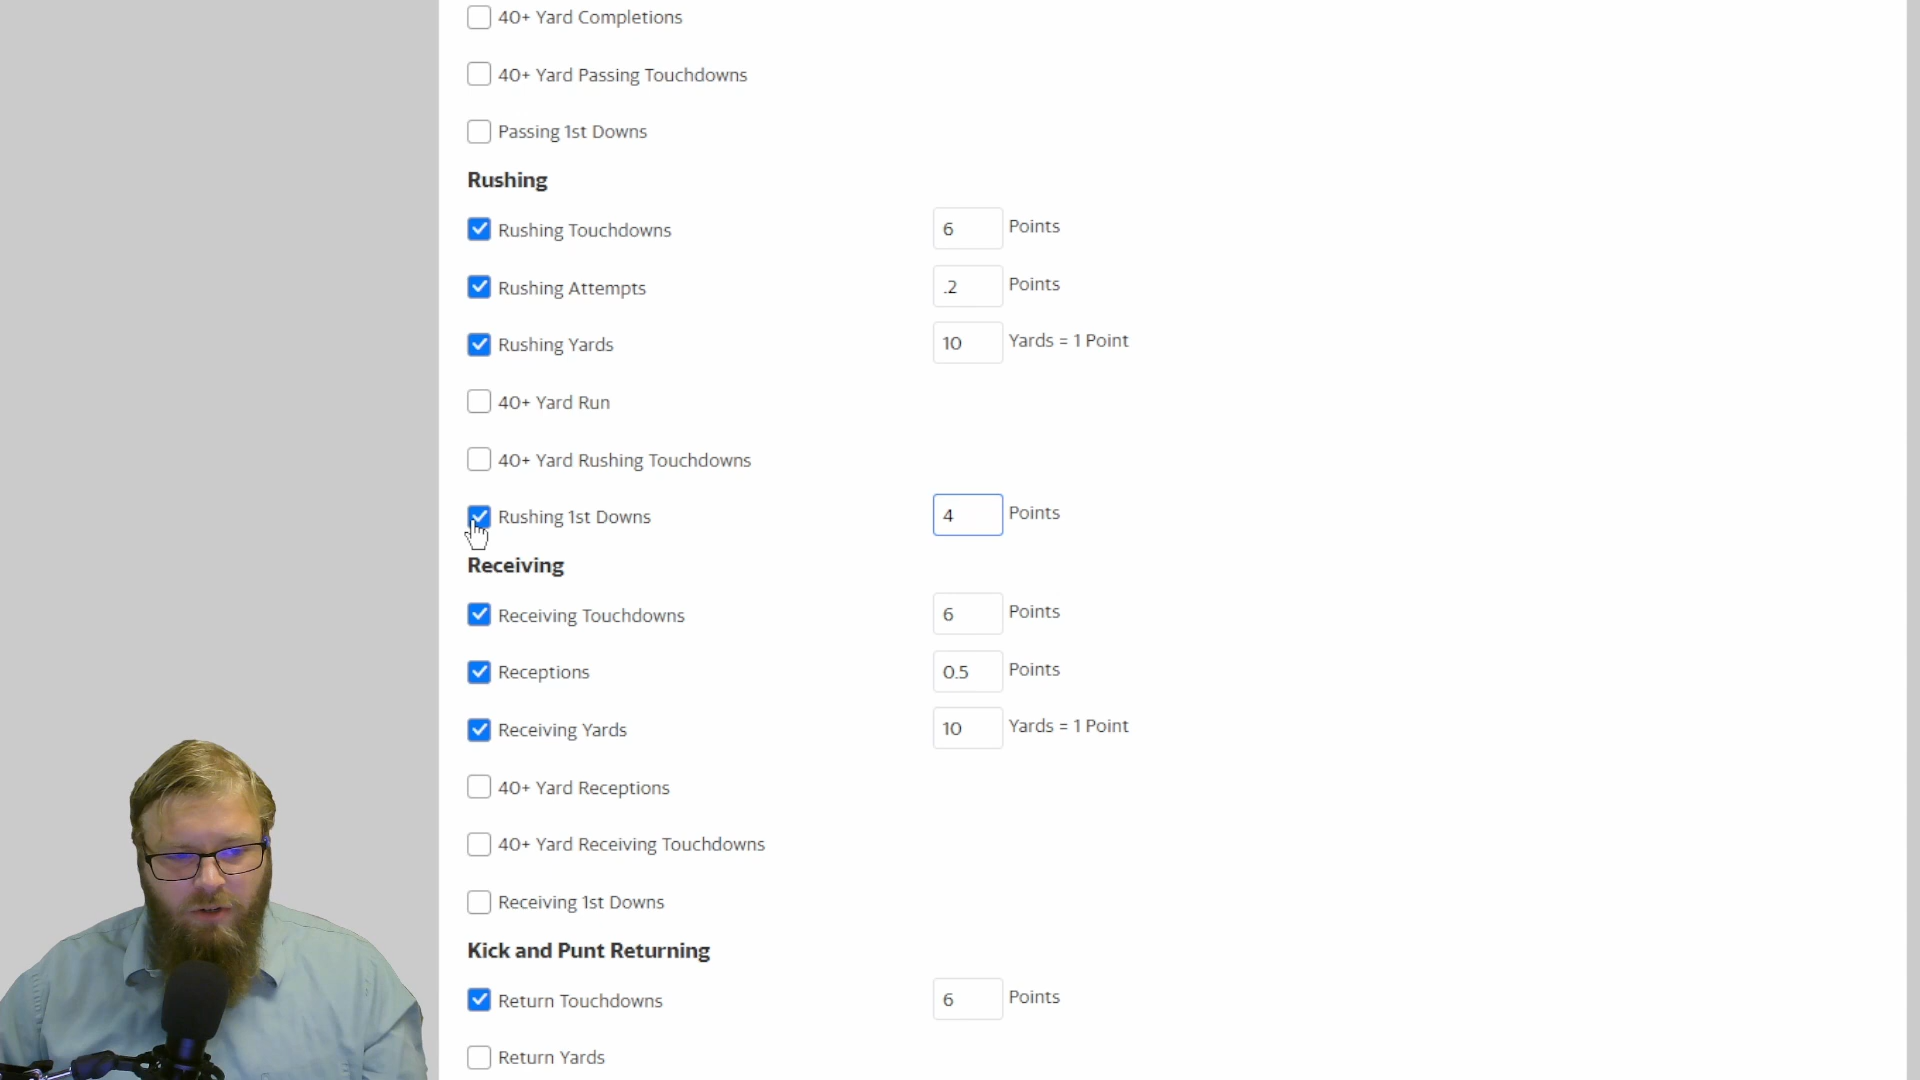 40+ Yard Completions
40+ Yard Passing Touchdowns
Passing 1st Downs
Rushing
Rushing Touchdowns 6 Points
Rushing Attempts .2 Points
Rushing Yards 10 Yards = 1 Point
40+ Yard Run
40+ Yard Rushing Touchdowns
Rushing 1st Downs 4 Points
Receiving
Receiving Touchdowns 6 Points
Receptions 0.5 Points
Receiving Yards 10 Yards = 1 Point
40+ Yard Receptions
40+ Yard Receiving Touchdowns
Receiving 1st Downs
Kick and Punt Returning
Return Touchdowns 6 Points
Return Yards